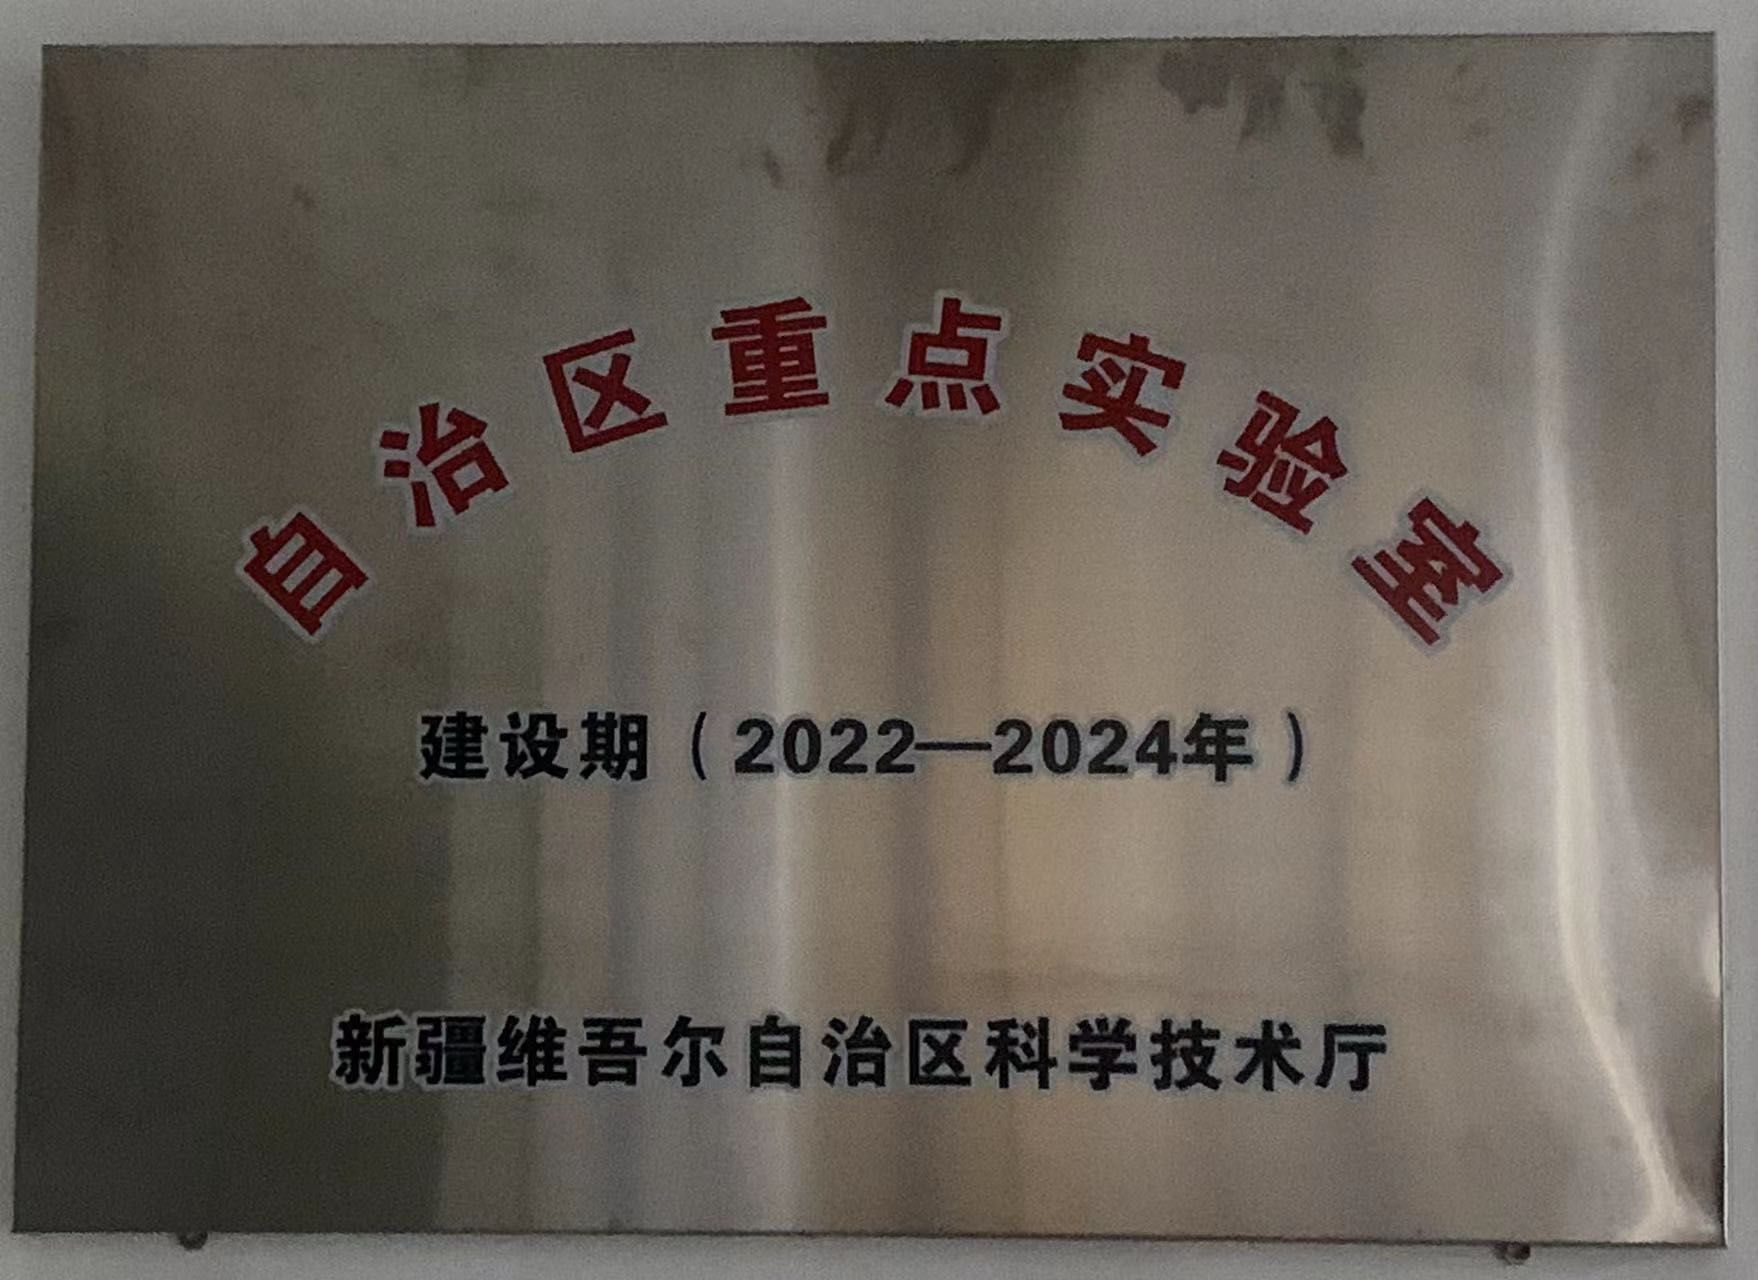 自治区重点实验室
建设期（2022—2024年）
新疆维吾尔自治区科学技术厅